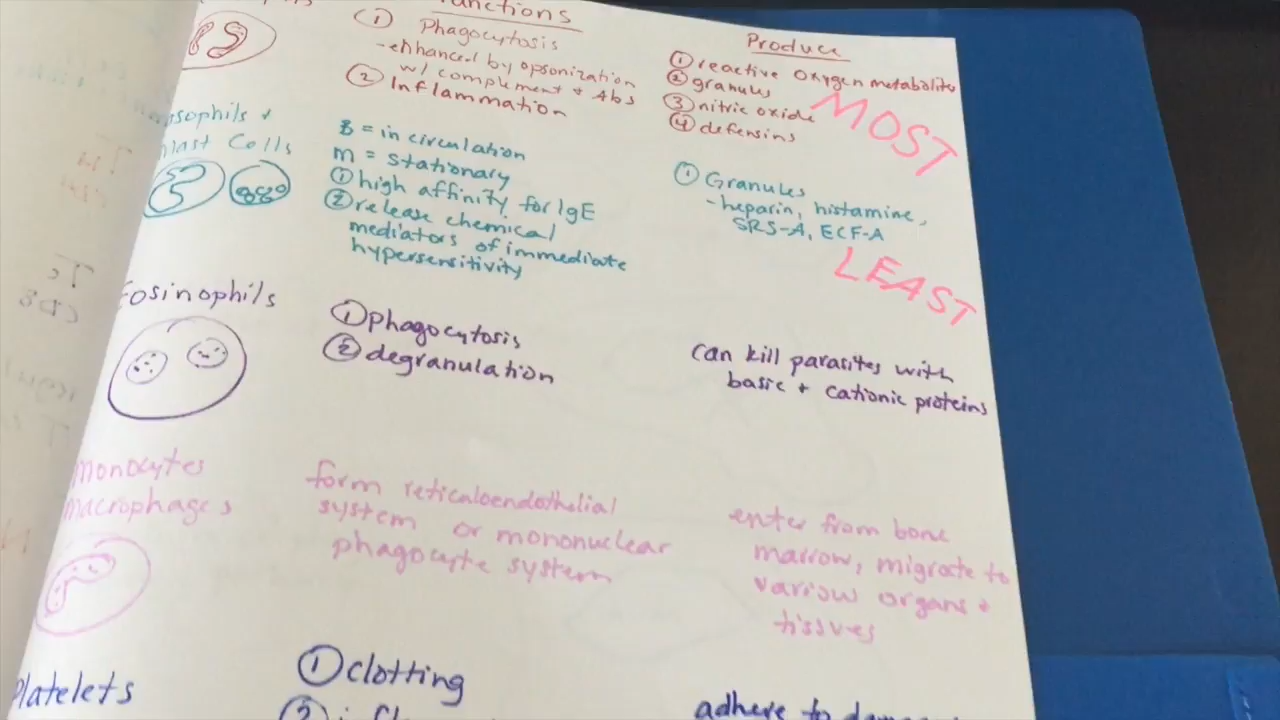 Functions
Produce
① Phagocytosis
-enhanced by opsonization
w/ complement + Abs
② Inflammation
① reactive oxygen metabolites
② granules
③ nitric oxide
④ defensins
MOST
Mast Cells
B = in circulation
m = stationary
① high affinity for IgE
② release chemical
mediators of immediate
hypersensitivity
① Granules
-heparin, histamine,
SRS-A, ECF-A
LEAST
Eosinophils
① phagocytosis
② degranulation
can kill parasites with
basic + cationic proteins
monocytes
macrophages
form reticaloendothelial
system or mononuclear
phagocyte system
enter from bone
marrow, migrate to
various organs +
tissues
Platelets
① clotting
②
adhere to